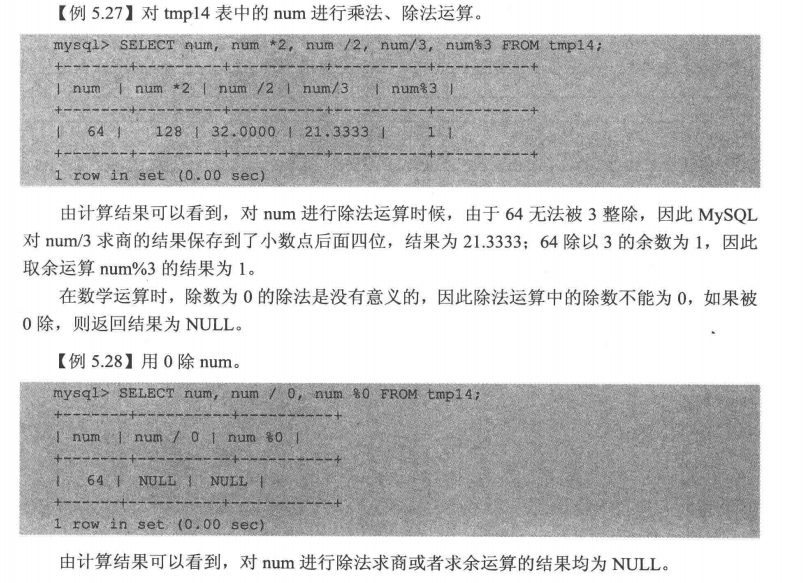 【例 5.27】对 tmp14 表中的 num 进行乘法、除法运算。
mysql> SELECT num, num *2, num /2, num/3, num%3 FROM tmp14;
+------+--------+---------+---------+-------+
| num | num *2 | num /2 | num/3 | num%3 |
+------+--------+---------+---------+-------+
| 64 | 128 | 32.0000 | 21.3333 | 1 |
+------+--------+---------+---------+-------+
1 row in set (0.00 sec)
由计算结果可以看到，对 num 进行除法运算时候，由于 64 无法被 3 整除，因此 MySQL
对 num/3 求商的结果保存到了小数点后面四位，结果为 21.3333；64 除以 3 的余数为 1，因此
取余运算 num%3 的结果为 1。
在数学运算时，除数为 0 的除法是没有意义的，因此除法运算中的除数不能为 0，如果被
0 除，则返回结果为 NULL。
【例 5.28】用 0 除 num。
mysql> SELECT num, num / 0, num %0 FROM tmp14;
+------+---------+--------+
| num | num / 0 | num %0 |
+------+---------+--------+
| 64 | NULL | NULL |
+------+---------+--------+
1 row in set (0.00 sec)
由计算结果可以看到，对 num 进行除法求商或者求余运算的结果均为 NULL。